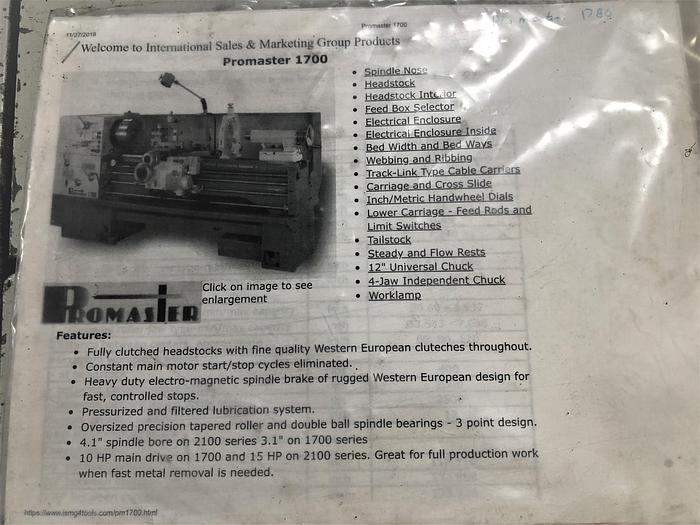 11/27/2018
Promaster 1700
Welcome to International Sales & Marketing Group Products
Promaster 1700
Spindle Nose
Headstock
Headstock Interior
Feed Box Selector
Electrical Enclosure
Electrical Enclosure Inside
Bed Width and Bed Ways
Webbing and Ribbing
Track-Link Type Cable Carriers
Carriage and Cross Slide
Inch/Metric Handwheel Dials
Lower Carriage - Feed Rods and
Limit Switches
Tailstock
Steady and Flow Rests
12" Universal Chuck
4-Jaw Independent Chuck
Worklamp
PROMASTER
Click on image to see
enlargement
Features:
Fully clutched headstocks with fine quality Western European cluteches throughout.
Constant main motor start/stop cycles eliminated.
Heavy duty electro-magnetic spindle brake of rugged Western European design for
fast, controlled stops.
Pressurized and filtered lubrication system.
Oversized precision tapered roller and double ball spindle bearings - 3 point design.
4.1" spindle bore on 2100 series 3.1" on 1700 series
10 HP main drive on 1700 and 15 HP on 2100 series. Great for full production work
when fast metal removal is needed.
https://www.ismg4tools.com/pm1700.html